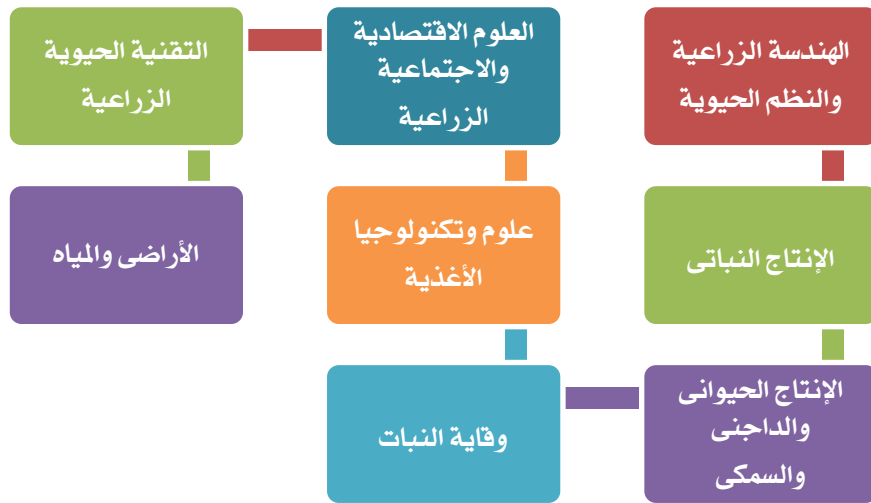 الهندسة الزراعية
والنظم الحيوية
الإنتاج النباتى
الإنتاج الحيوانى
والداجنى
والسمكى
وقاية النبات
علوم وتكنولوجيا
الأغذية
العلوم الاقتصادية
والاجتماعية
الزراعية
التقنية الحيوية
الزراعية
الأراضى والمياه